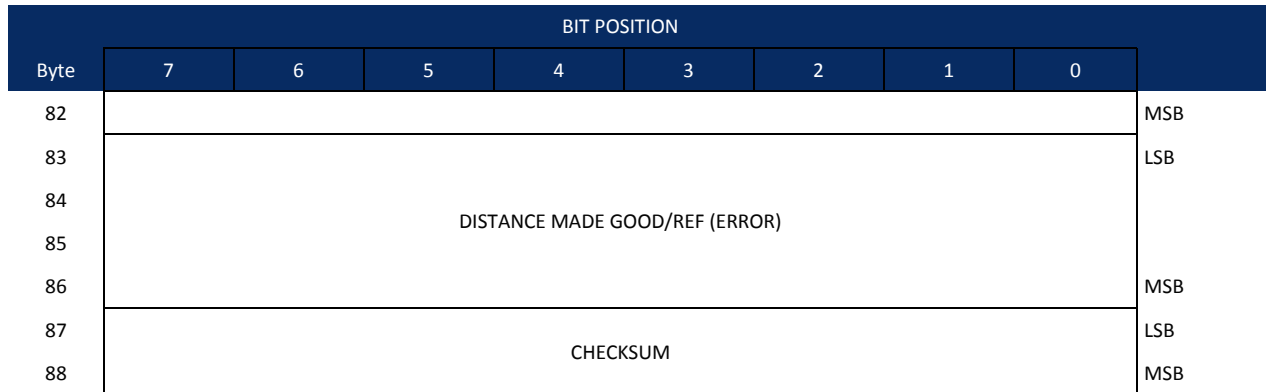 BIT POSITION
Byte 7 6 5 4 3 2 1 0
82 MSB
83 LSB
84
DISTANCE MADE GOOD/REF (ERROR)
85
86 MSB
87 LSB
CHECKSUM
88 MSB